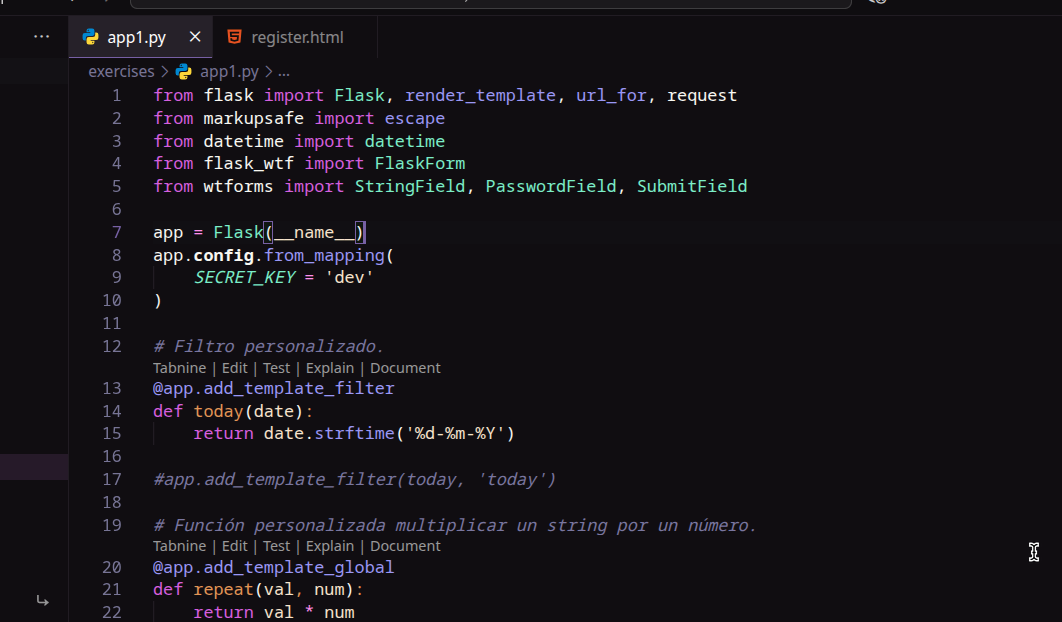 app1.py register.html
exercises > app1.py > ...
1 from flask import Flask, render_template, url_for, request
2 from markupsafe import escape
3 from datetime import datetime
4 from flask_wtf import FlaskForm
5 from wtforms import StringField, PasswordField, SubmitField
6
7 app = Flask(__name__)
8 app.config.from_mapping(
9     SECRET_KEY = 'dev'
10 )
11
12 # Filtro personalizado.
Tabnine | Edit | Test | Explain | Document
13 @app.add_template_filter
14 def today(date):
15     return date.strftime('%d-%m-%Y')
16
17 #app.add_template_filter(today, 'today')
18
19 # Función personalizada multiplicar un string por un número.
Tabnine | Edit | Test | Explain | Document
20 @app.add_template_global
21 def repeat(val, num):
22     return val * num